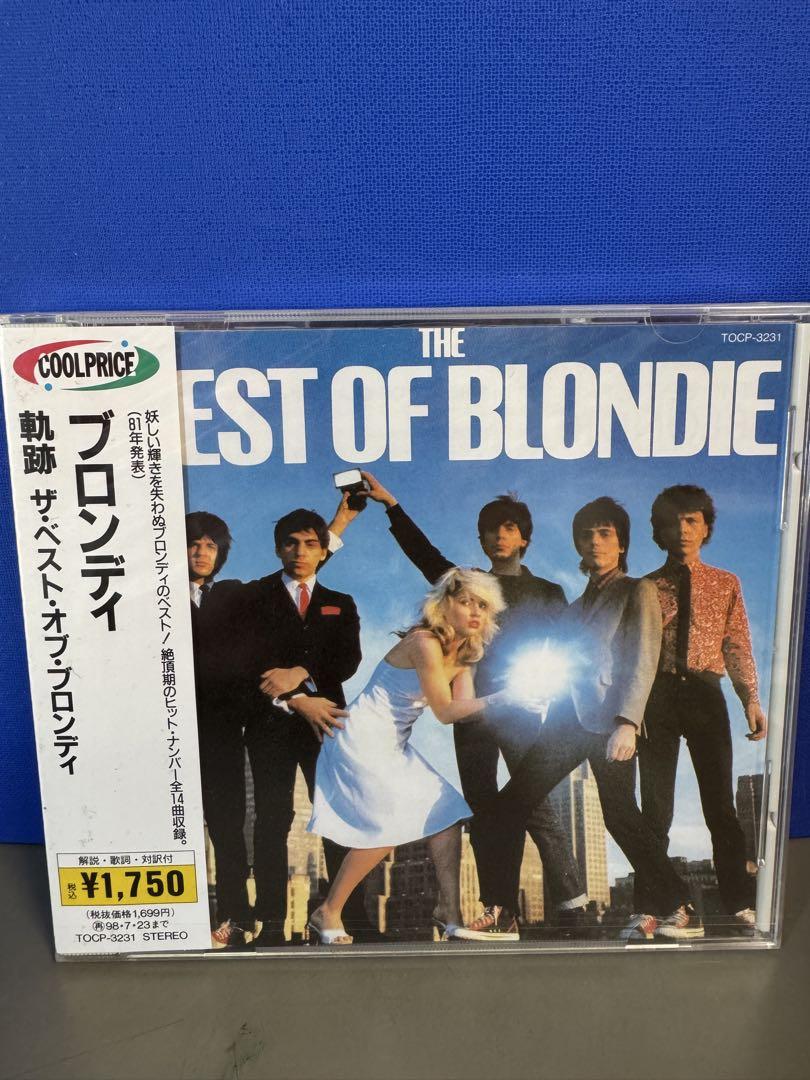 COOLPRICE
ブロンディ
軌跡 ザ・ベスト・オブ・ブロンディ
妖しい輝きを失わぬブロンディのベスト！ 絶頂期のヒット・ナンバー全14曲収録。
(81年発表)
解説・歌詞・対訳付
税込 ¥1,750
(税抜価格1,699円)
再98・7・23まで
TOCP-3231 STEREO
TOCP-3231
THE
EST OF BLONDIE